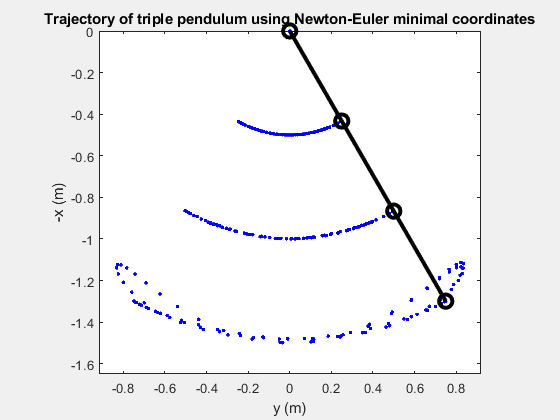 Trajectory of triple pendulum using Newton-Euler minimal coordinates
0
-0.2
-0.4
-0.6
-0.8
-1
-1.2
-1.4
-1.6
-x (m)
-0.8 -0.6 -0.4 -0.2 0 0.2 0.4 0.6 0.8
y (m)